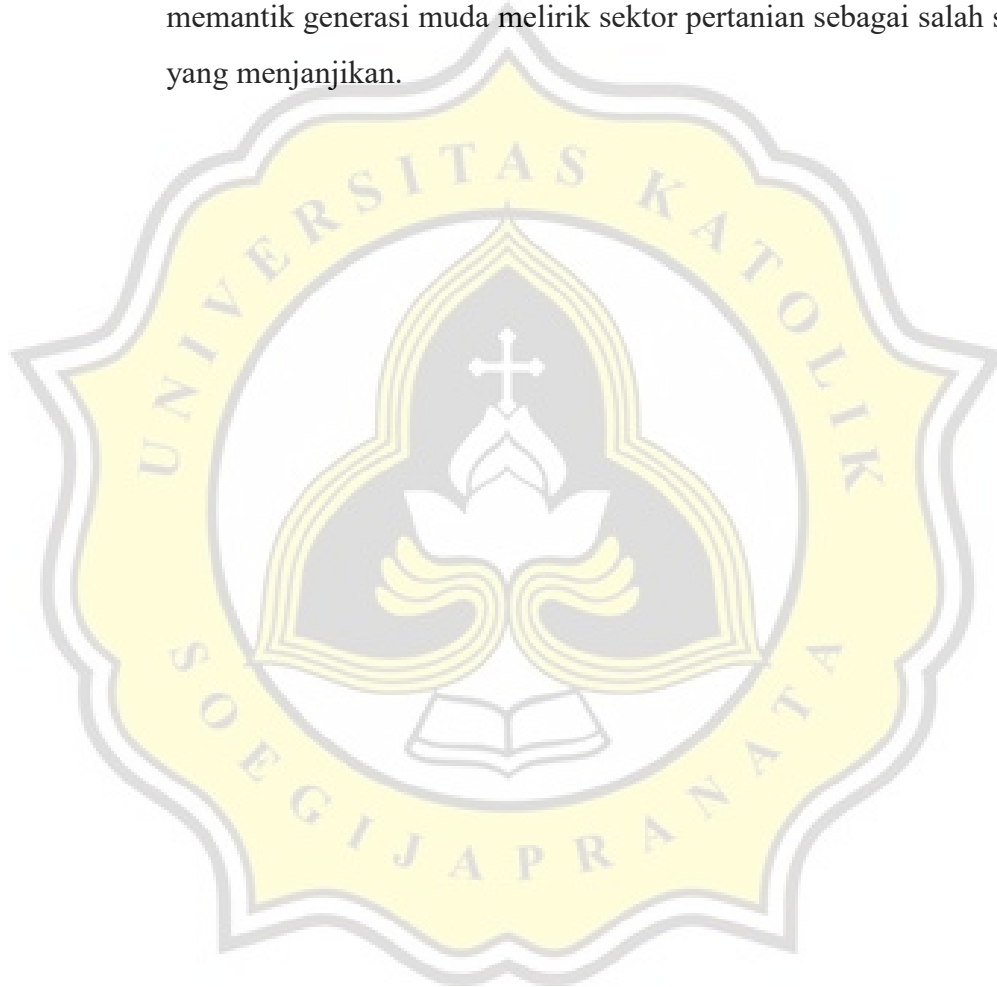 memantik generasi muda melirik sektor pertanian sebagai salah
yang menjanjikan.
UNIVERSITAS KATOLIK
SOEGIJAPRANATA